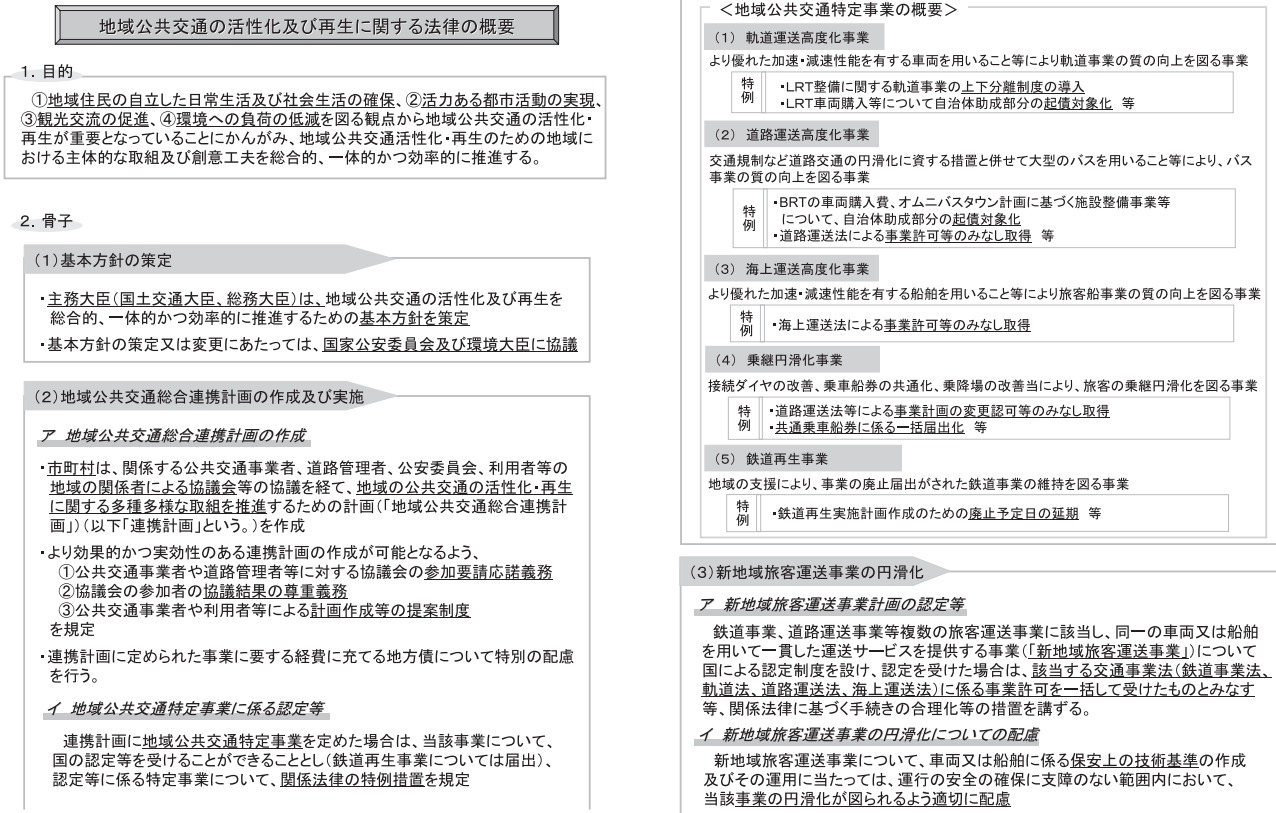 地域公共交通の活性化及び再生に関する法律の概要
1. 目的
①地域住民の自立した日常生活及び社会生活の確保、②活力ある都市活動の実現、
③観光交流の促進、④環境への負荷の低減を図る観点から地域公共交通の活性化・
再生が重要となっていることにかんがみ、地域公共交通活性化・再生のための地域に
おける主体的な取組及び創意工夫を総合的、一体的かつ効率的に推進する。
2. 骨子
（1）基本方針の策定
・主務大臣（国土交通大臣、総務大臣）は、地域公共交通の活性化及び再生を
総合的、一体的かつ効率的に推進するための基本方針を策定
・基本方針の策定又は変更にあたっては、国家公安委員会及び環境大臣に協議
（2）地域公共交通総合連携計画の作成及び実施
ア 地域公共交通総合連携計画の作成
・市町村は、関係する公共交通事業者、道路管理者、公安委員会、利用者等の
地域の関係者による協議会等の協議を経て、地域の公共交通の活性化・再生
に関する多種多様な取組を推進するための計画（「地域公共交通総合連携計
画」）（以下「連携計画」という。）を作成
・より効果的かつ実効性のある連携計画の作成が可能となるよう、
①公共交通事業者や道路管理者等に対する協議会の参加要請応諾義務
②協議会の参加者の協議結果の尊重義務
③公共交通事業者や利用者等による計画作成等の提案制度
を規定
・連携計画に定められた事業に要する経費に充てる地方債について特別の配慮
を行う。
イ 地域公共交通特定事業に係る認定等
連携計画に地域公共交通特定事業を定めた場合は、当該事業について、
国の認定等を受けることができることとし（鉄道再生事業については届出）、
認定等に係る特定事業について、関係法律の特例措置を規定
＜地域公共交通特定事業の概要＞
（1） 軌道運送高度化事業
より優れた加速・減速性能を有する車両を用いること等により軌道事業の質の向上を図る事業
特例
・LRT整備に関する軌道事業の上下分離制度の導入
・LRT車両購入等について自治体助成部分の起債対象化 等
（2） 道路運送高度化事業
交通規制など道路交通の円滑化に資する措置と併せて大型のバスを用いること等により、バス
事業の質の向上を図る事業
特例
・BRTの車両購入費、オムニバスタウン計画に基づく施設整備事業等
について、自治体助成部分の起債対象化
・道路運送法による事業許可等のみなし取得 等
（3） 海上運送高度化事業
より優れた加速・減速性能を有する船舶を用いること等により旅客船事業の質の向上を図る事業
特例
・海上運送法による事業許可等のみなし取得
（4） 乗継円滑化事業
接続ダイヤの改善、乗車船券の共通化、乗降場の改善当により、旅客の乗継円滑化を図る事業
特例
・道路運送法等による事業計画の変更認可等のみなし取得
・共通乗車船券に係る一括届出化 等
（5） 鉄道再生事業
地域の支援により、事業の廃止届出がされた鉄道事業の維持を図る事業
特例
・鉄道再生実施計画作成のための廃止予定日の延期 等
（3）新地域旅客運送事業の円滑化
ア 新地域旅客運送事業計画の認定等
鉄道事業、道路運送事業等複数の旅客運送事業に該当し、同一の車両又は船舶
を用いて一貫した運送サービスを提供する事業（「新地域旅客運送事業」）について
国による認定制度を設け、認定を受けた場合は、該当する交通事業法（鉄道事業法、
軌道法、道路運送法、海上運送法）に係る事業許可を一括して受けたものとみなす
等、関係法律に基づく手続きの合理化等の措置を講ずる。
イ 新地域旅客運送事業の円滑化についての配慮
新地域旅客運送事業について、車両又は船舶に係る保安上の技術基準の作成
及びその運用に当たっては、運行の安全の確保に支障のない範囲内において、
当該事業の円滑化が図られるよう適切に配慮